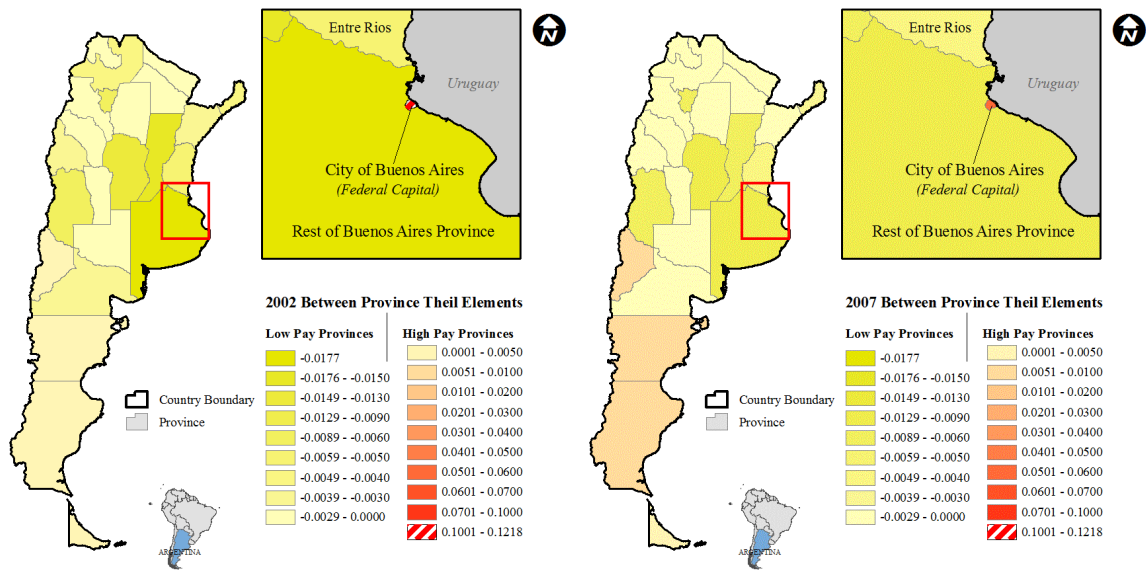 Entre Rios
N
Uruguay
City of Buenos Aires
(Federal Capital)
Rest of Buenos Aires Province
2002 Between Province Theil Elements
Low Pay Provinces
-0.0177
-0.0176 - -0.0150
-0.0149 - -0.0130
-0.0129 - -0.0090
-0.0089 - -0.0060
-0.0059 - -0.0050
-0.0049 - -0.0040
-0.0039 - -0.0030
-0.0029 - 0.0000
High Pay Provinces
0.0001 - 0.0050
0.0051 - 0.0100
0.0101 - 0.0200
0.0201 - 0.0300
0.0301 - 0.0400
0.0401 - 0.0500
0.0501 - 0.0600
0.0601 - 0.0700
0.0701 - 0.1000
0.1001 - 0.1218
Country Boundary
Province
ARGENTINA
Entre Rios
N
Uruguay
City of Buenos Aires
(Federal Capital)
Rest of Buenos Aires Province
2007 Between Province Theil Elements
Low Pay Provinces
-0.0177
-0.0176 - -0.0150
-0.0149 - -0.0130
-0.0129 - -0.0090
-0.0089 - -0.0060
-0.0059 - -0.0050
-0.0049 - -0.0040
-0.0039 - -0.0030
-0.0029 - 0.0000
High Pay Provinces
0.0001 - 0.0050
0.0051 - 0.0100
0.0101 - 0.0200
0.0201 - 0.0300
0.0301 - 0.0400
0.0401 - 0.0500
0.0501 - 0.0600
0.0601 - 0.0700
0.0701 - 0.1000
0.1001 - 0.1218
Country Boundary
Province
ARGENTINA